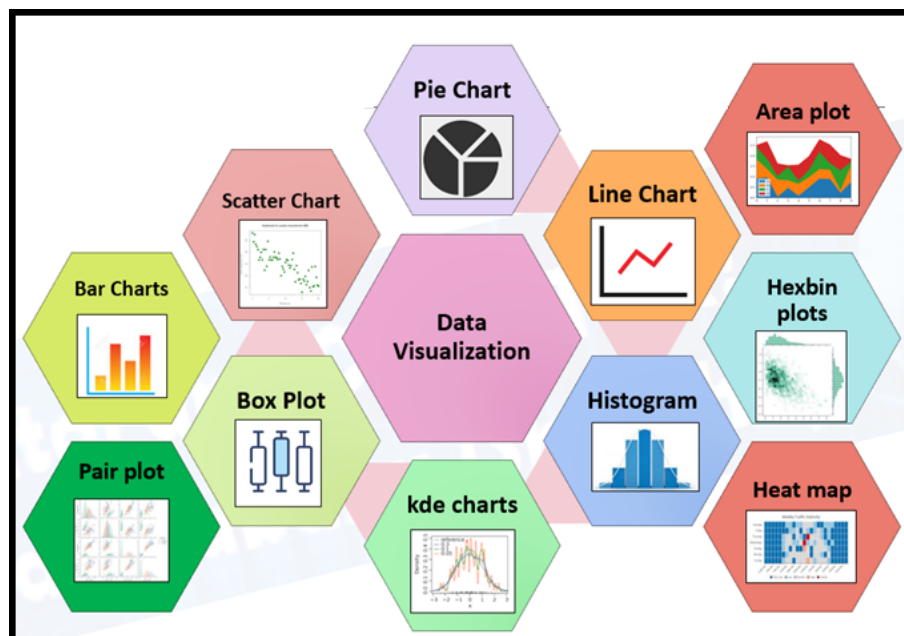 Pie Chart
Area plot
Scatter Chart
Line Chart
Bar Charts
Data
Visualization
Hexbin
plots
Box Plot
Histogram
Pair plot
kde charts
Heat map